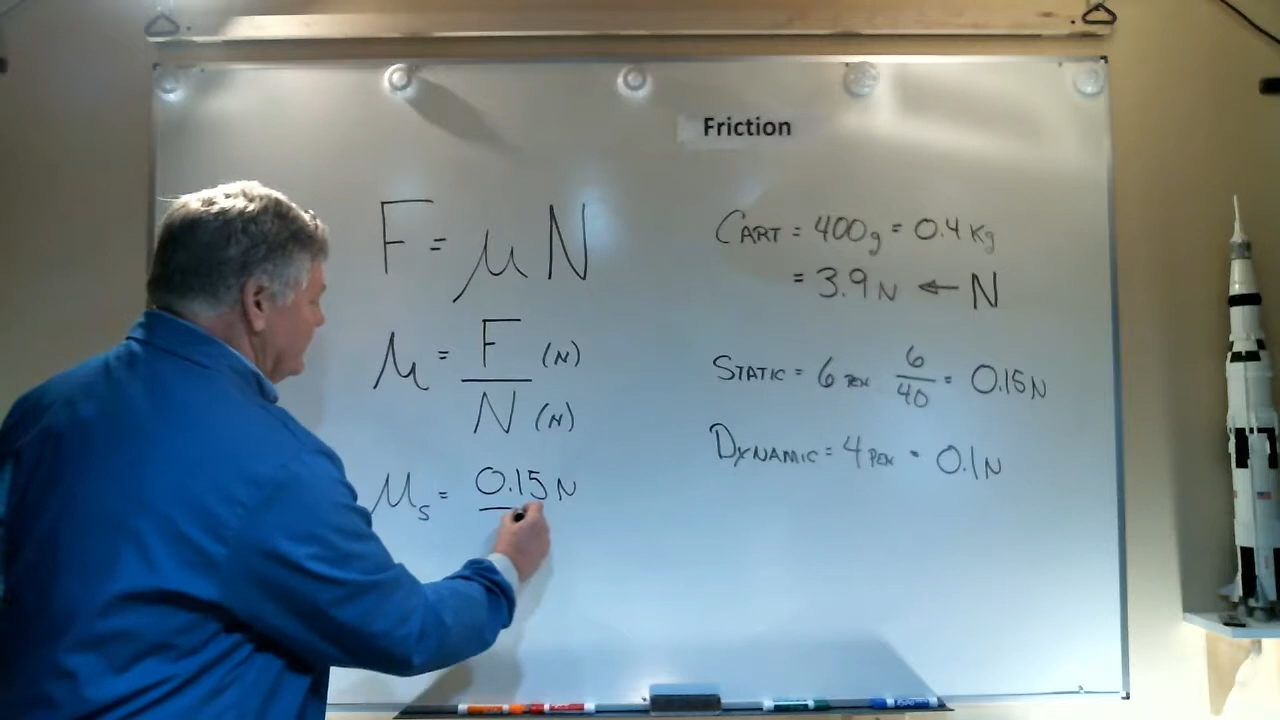 Friction
F = μN
μ = F (N)
N (N)
μs = 0.15 N
CART = 400g = 0.4 Kg
= 3.9 N ← N
STATIC = 6 PEN 6/40 = 0.15 N
DYNAMIC = 4 PEN = 0.1 N